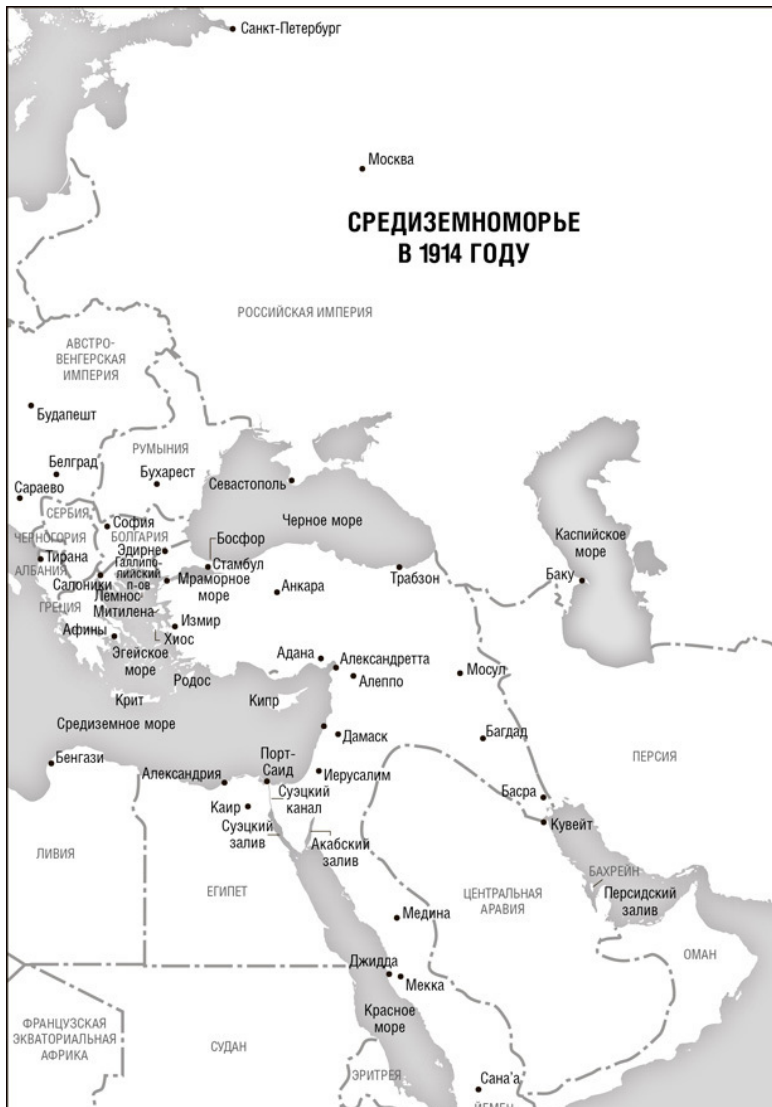 Санкт-Петербург
Москва
СРЕДИЗЕМНОМОРЬЕ
В 1914 ГОДУ
РОССИЙСКАЯ ИМПЕРИЯ
АВСТРО-
ВЕНГЕРСКАЯ
ИМПЕРИЯ
Будапешт
РУМЫНИЯ
Белград
Бухарест
Севастополь
Сараево
СЕРБИЯ
София
Черное море
Каспийское
море
ЧЕРНОГОРИЯ
БОЛГАРИЯ
Босфор
Эдирне
Тирана
Галлипо-
лийский
п-ов
Стамбул
АЛБАНИЯ
Салоники
Мраморное
море
Анкара
Трабзон
Баку
Лемнос
ГРЕЦИЯ
Митилена
Измир
Афины
Хиос
Эгейское
море
Адана
Александретта
Мосул
Родос
Алеппо
Крит
Кипр
Средиземное море
Дамаск
Багдад
ПЕРСИЯ
Бенгази
Порт-
Саид
Александрия
Иерусалим
Суэцкий
канал
Басра
Каир
Суэцкий
залив
Акабский
залив
Кувейт
ЛИВИЯ
БАХРЕЙН
ЕГИПЕТ
ЦЕНТРАЛЬНАЯ
АРАВИЯ
Персидский
залив
Медина
ОМАН
Джидда
Мекка
Красное
море
ФРАНЦУЗСКАЯ
ЭКВАТОРИАЛЬНАЯ
АФРИКА
СУДАН
ЭРИТРЕЯ
Сана'а
ЙЕМЕН